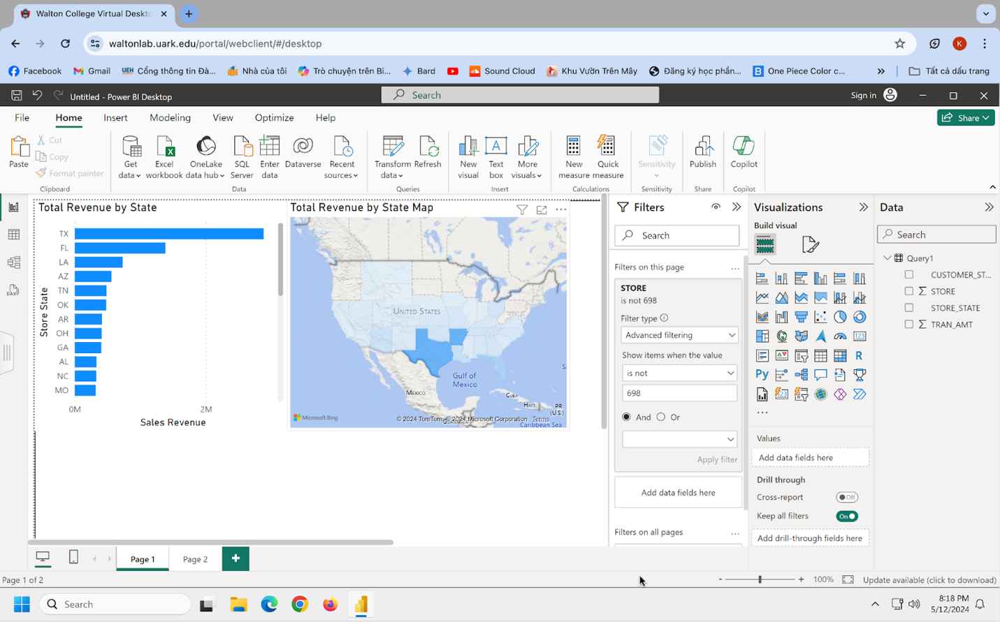 Walton College Virtual Deskto
waltonlab.uark.edu/portal/webclient/#/desktop
K
Facebook
Gmail
UEH Cổng thông tin Đà...
Nhà của tôi
Trò chuyện trên Bi...
Bard
Sound Cloud
Khu Vườn Trên Mây
Đăng ký học phần...
One Piece Color c...
Tất cả dấu trang
Untitled - Power BI Desktop
Search
Sign in
File
Home
Insert
Modeling
View
Optimize
Help
Share
Paste
Cut
Copy
Format painter
Clipboard
Get data
Excel workbook
OneLake data hub
SQL Server
Enter data
Dataverse
Recent sources
Data
Transform data
Refresh
Queries
New visual
Text box
More visuals
Insert
New measure
Quick measure
Calculations
Sensitivity
Sensitivity
Publish
Share
Copilot
Copilot
Total Revenue by State
Store State
TX
FL
LA
AZ
TN
OK
AR
OH
GA
AL
NC
MO
0M
2M
Sales Revenue
Total Revenue by State Map
UNITED STATES
Gulf of
Mexico
MEXICO
CUBA
HAITI
PR
(U.S.)
Caribbean Sea
Microsoft Bing
© 2024 TomTom, © 2024 Microsoft Corporation
Terms
Filters
Search
Filters on this page
STORE
is not 698
Filter type
Advanced filtering
Show items when the value
is not
698
And
Or
Apply filter
Add data fields here
Filters on all pages
Visualizations
Build visual
123
R
Py
Values
Add data fields here
Drill through
Cross-report
Off
Keep all filters
On
Add drill-through fields here
Data
Search
Query1
CUSTOMER_ST...
∑ STORE
STORE_STATE
∑ TRAN_AMT
Page 1
Page 2
Page 1 of 2
100%
Update available (click to download)
Search
8:18 PM
5/12/2024